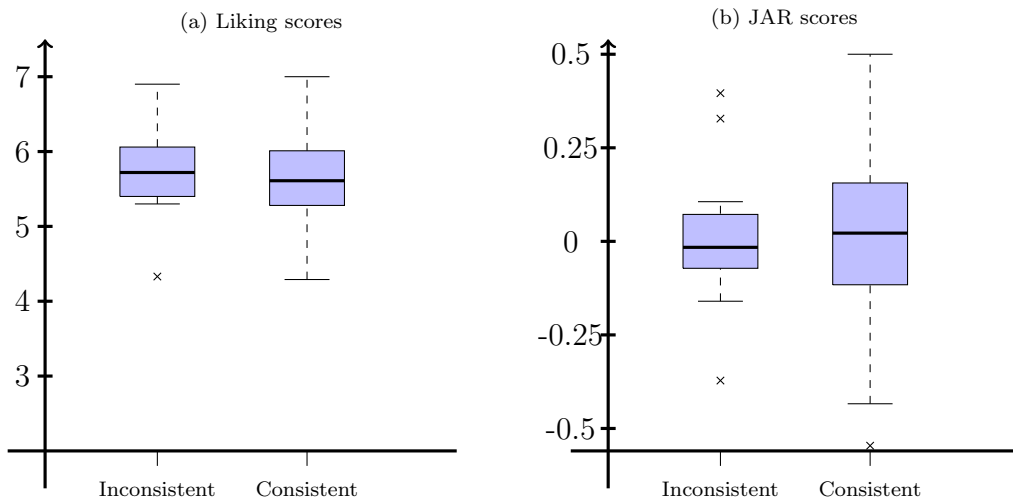 (a) Liking scores
7
6
5
4
3
Inconsistent
Consistent
(b) JAR scores
0.5
0.25
0
-0.25
-0.5
Inconsistent
Consistent